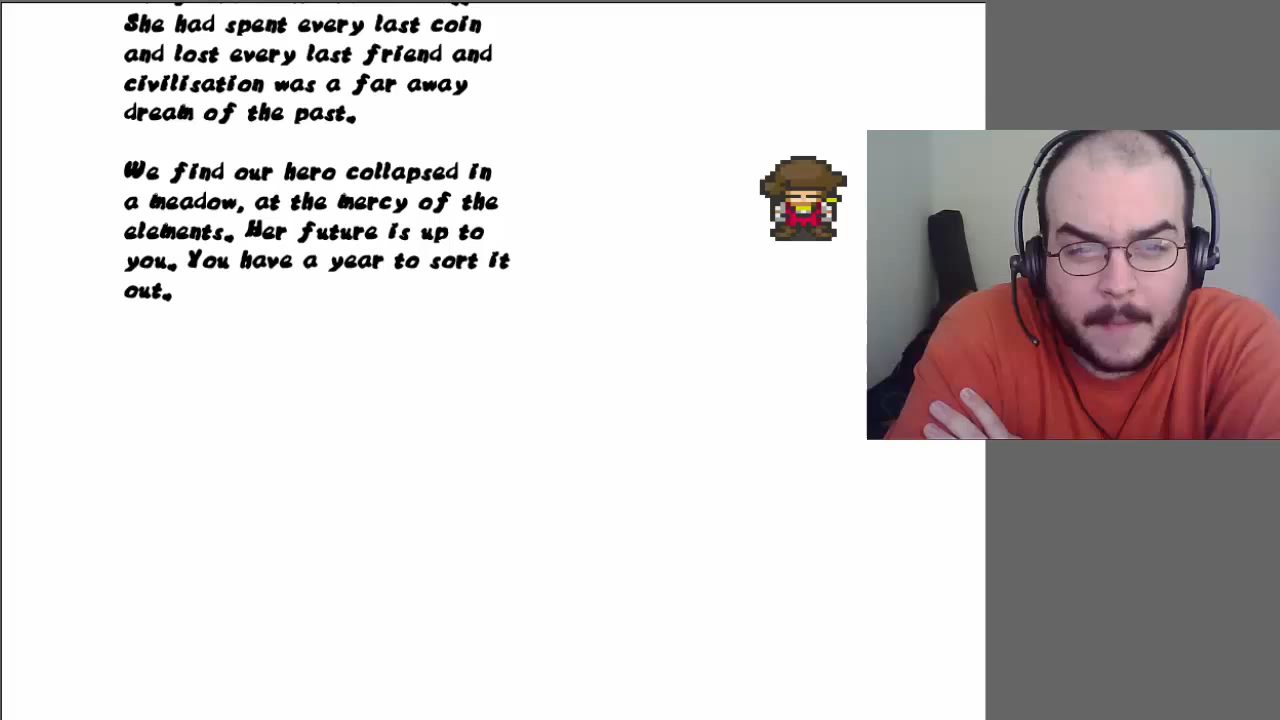 She had spent every last coin
and lost every last friend and
civilisation was a far away
dream of the past.
We find our hero collapsed in
a meadow, at the mercy of the
elements. Her future is up to
you. You have a year to sort it
out.